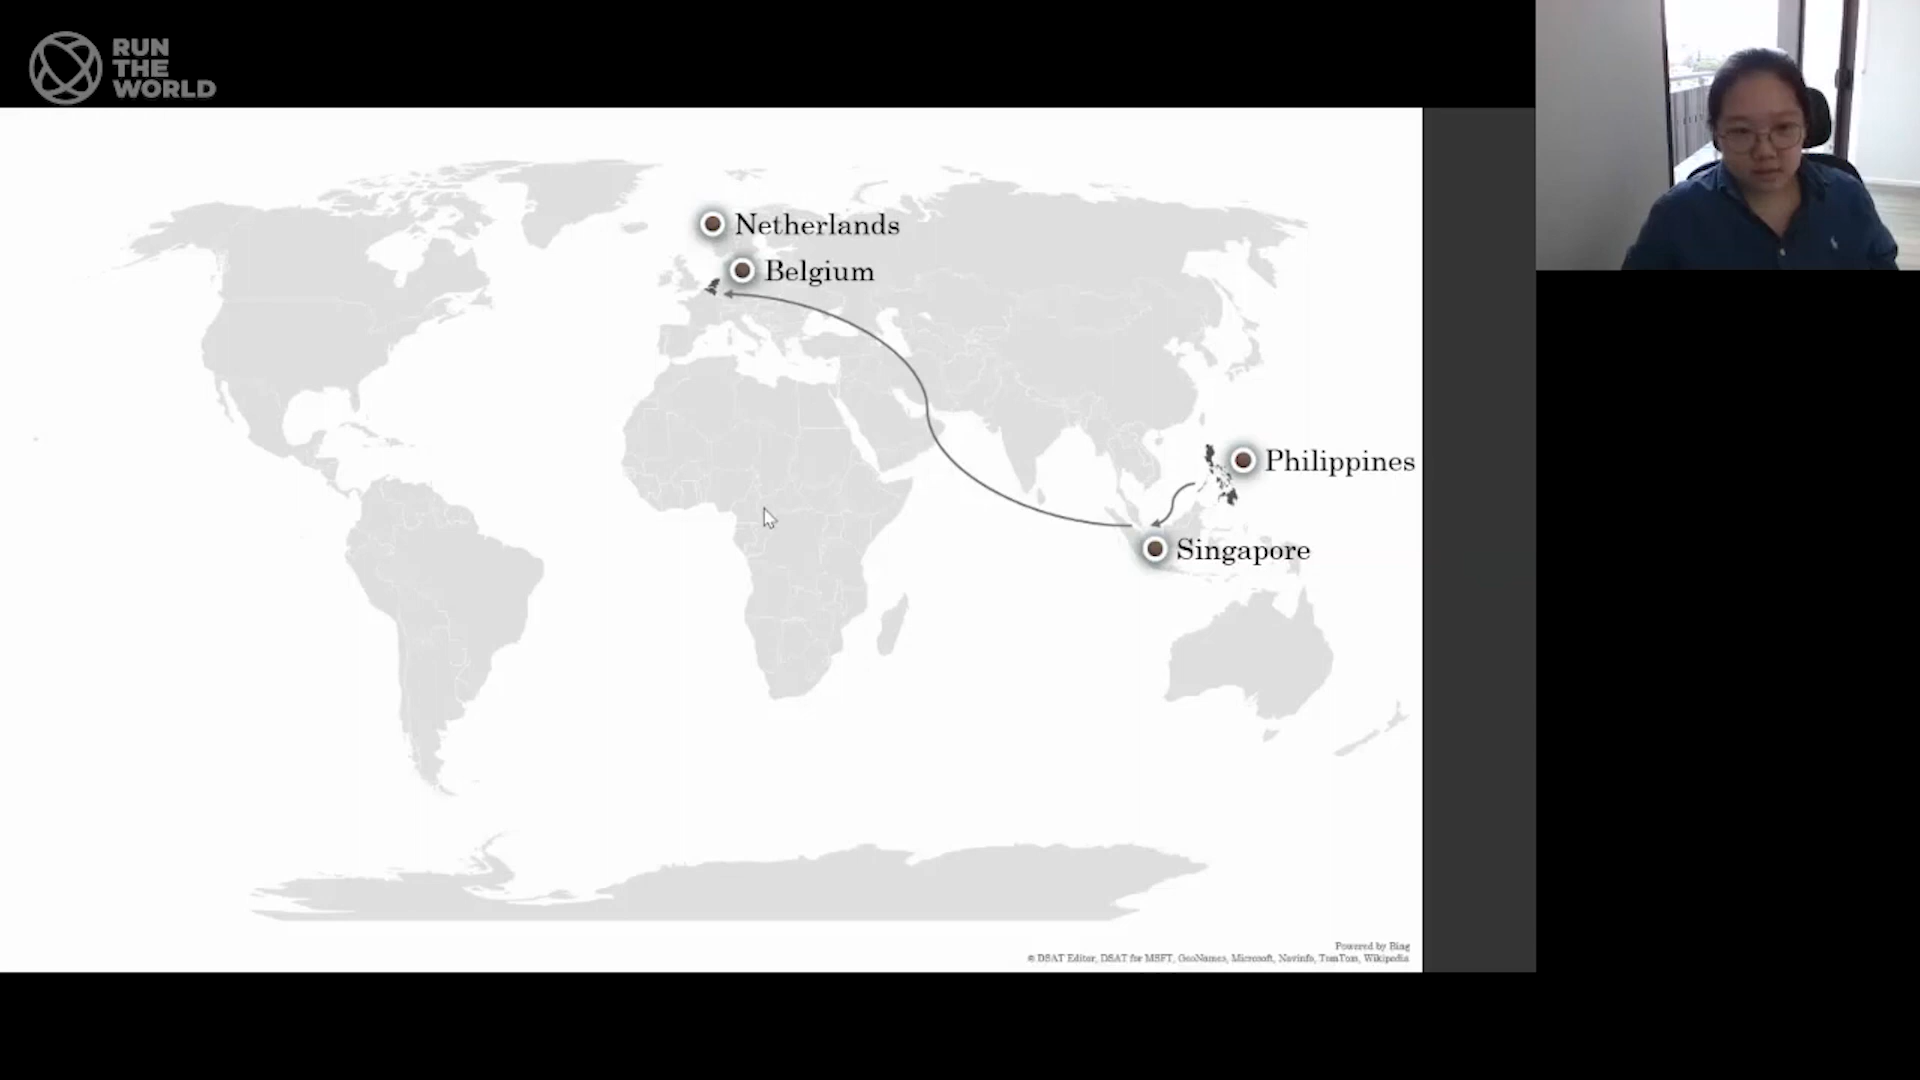 RUN
THE
WORLD
Netherlands
Belgium
Philippines
Singapore
Powered by Bing
© DSAT Editor, DSAT for MSFT, GeoNames, Microsoft, Navinfo, TomTom, Wikipedia